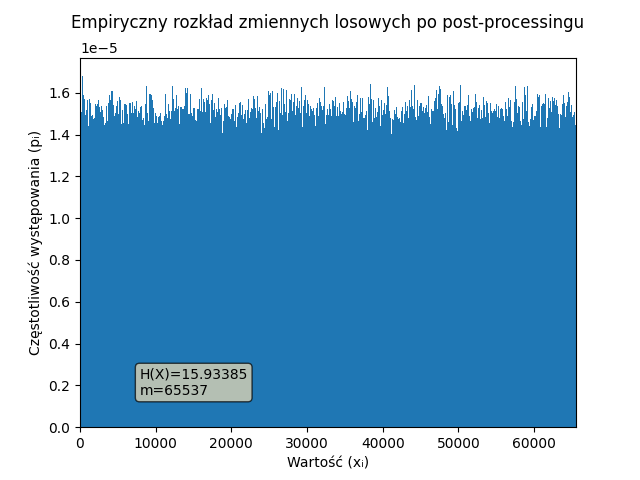 Empiryczny rozkład zmiennych losowych po post-processingu
1e−5
1.6
1.4
1.2
1.0
0.8
0.6
0.4
0.2
0.0
Częstotliwość występowania (pᵢ)
H(X)=15.93385
m=65537
0 10000 20000 30000 40000 50000 60000
Wartość (xᵢ)